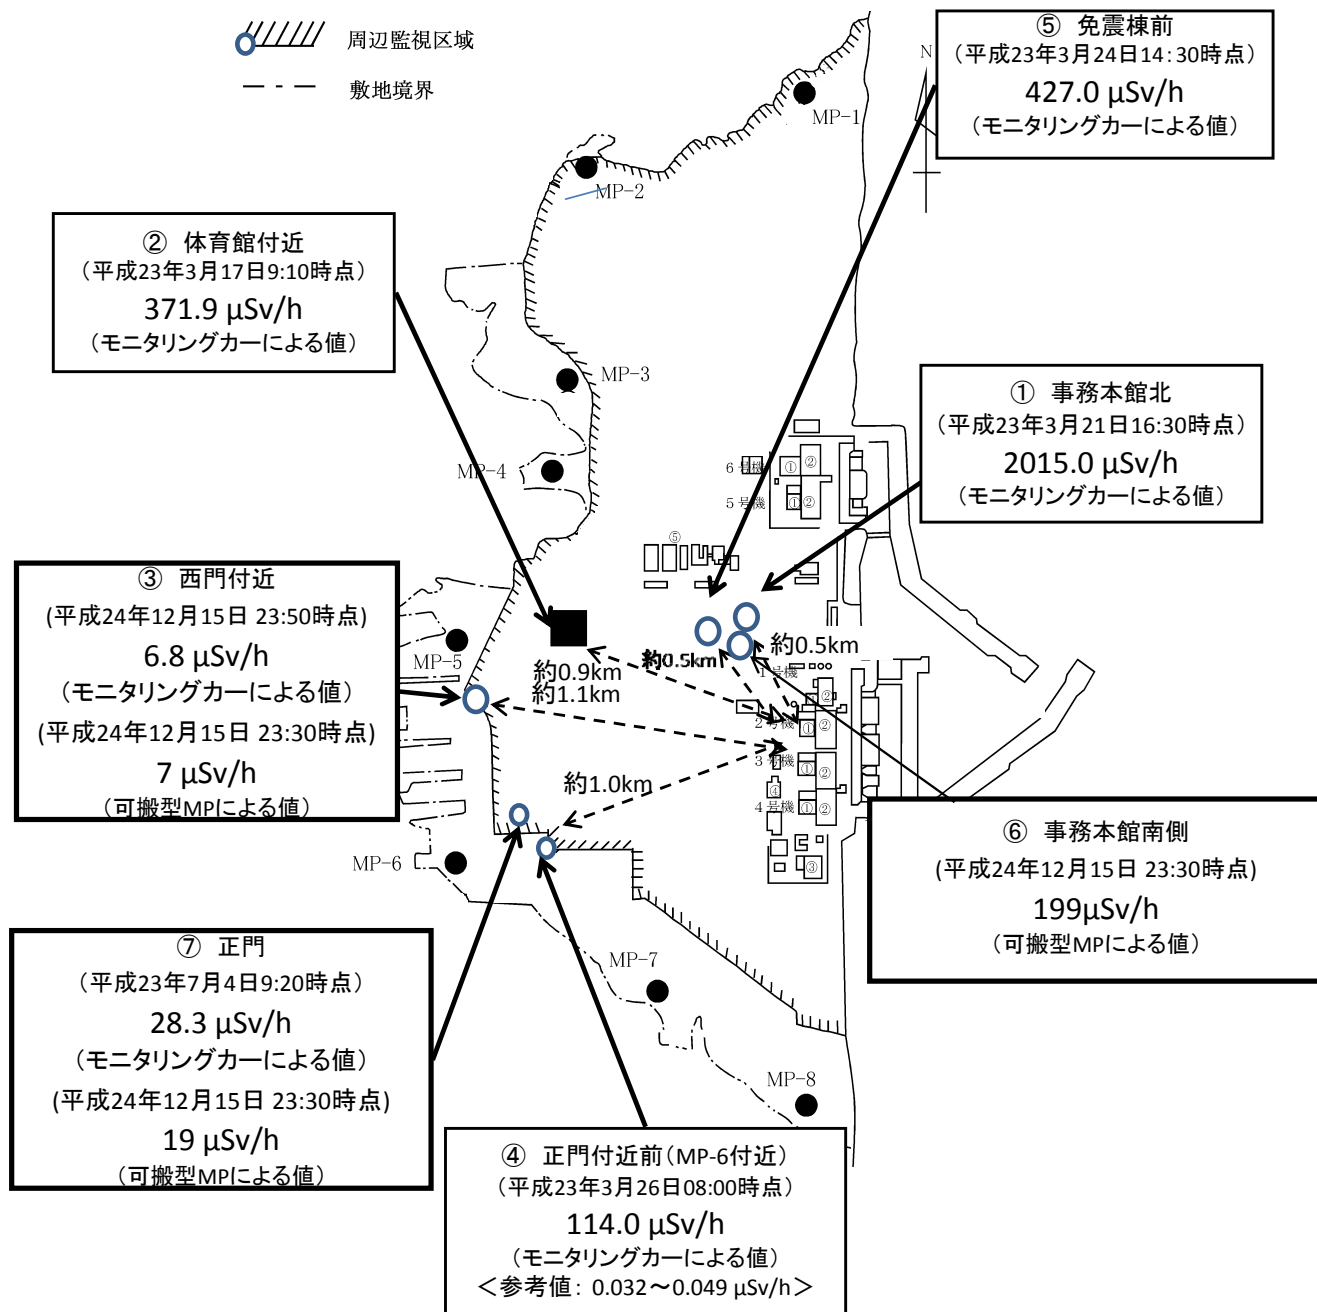 周辺監視区域
敷地境界
⑤ 免震棟前
(平成23年3月24日14:30時点)
427.0 μSv/h
(モニタリングカーによる値)
N
MP-1
MP-2
② 体育館付近
(平成23年3月17日9:10時点)
371.9 μSv/h
(モニタリングカーによる値)
MP-3
① 事務本館北
(平成23年3月21日16:30時点)
2015.0 μSv/h
(モニタリングカーによる値)
MP-4
6号機
① ②
5号機
① ②
⑤
③ 西門付近
(平成24年12月15日 23:50時点)
6.8 μSv/h
(モニタリングカーによる値)
(平成24年12月15日 23:30時点)
7 μSv/h
(可搬型MPによる値)
MP-5
約0.9km
約1.1km
約0.5km
約0.5km
1号機
②
2号機
① ②
3号機
① ②
約1.0km
④
4号機
① ②
③
MP-6
⑥ 事務本館南側
(平成24年12月15日 23:30時点)
199μSv/h
(可搬型MPによる値)
⑦ 正門
(平成23年7月4日9:20時点)
28.3 μSv/h
(モニタリングカーによる値)
(平成24年12月15日 23:30時点)
19 μSv/h
(可搬型MPによる値)
MP-7
MP-8
④ 正門付近前(MP-6付近)
(平成23年3月26日08:00時点)
114.0 μSv/h
(モニタリングカーによる値)
<参考値: 0.032~0.049 μSv/h>